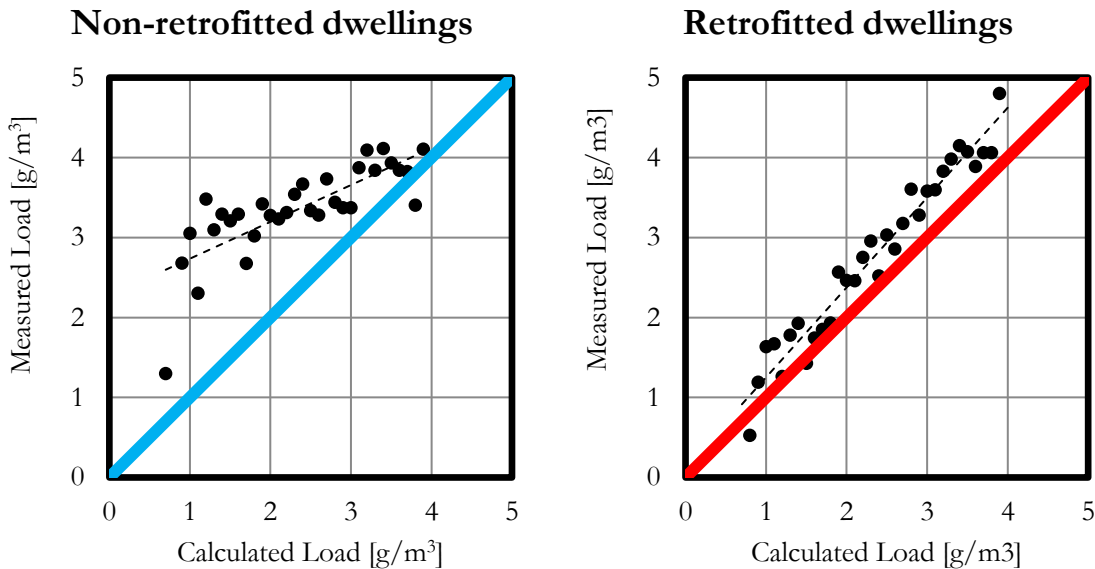 Non-retrofitted dwellings
Measured Load [g/m³]
5
4
3
2
1
0
0 1 2 3 4 5
Calculated Load [g/m³]
Retrofitted dwellings
Measured Load [g/m3]
5
4
3
2
1
0
0 1 2 3 4 5
Calculated Load [g/m3]